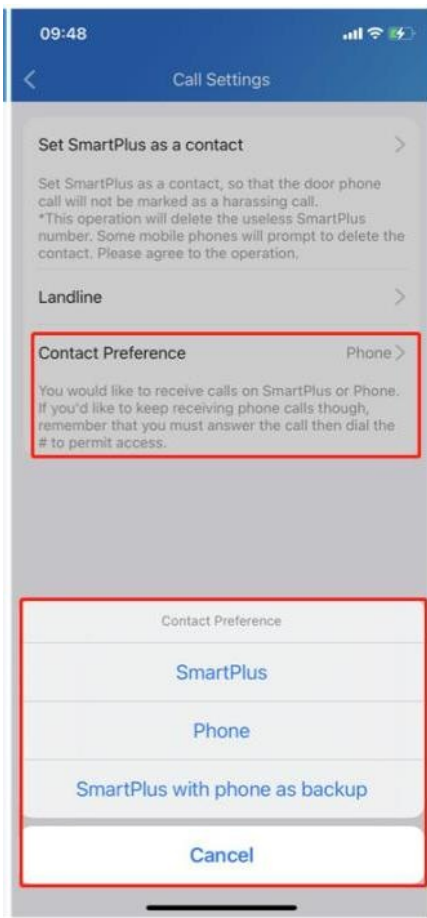 09:48
Call Settings
Set SmartPlus as a contact
Set SmartPlus as a contact, so that the door phone
call will not be marked as a harassing call.
*This operation will delete the useless SmartPlus
number. Some mobile phones will prompt to delete the
contact. Please agree to the operation.
Landline
Contact Preference Phone
You would like to receive calls on SmartPlus or Phone.
If you'd like to keep receiving phone calls though,
remember that you must answer the call then dial the
# to permit access.
Contact Preference
SmartPlus
Phone
SmartPlus with phone as backup
Cancel